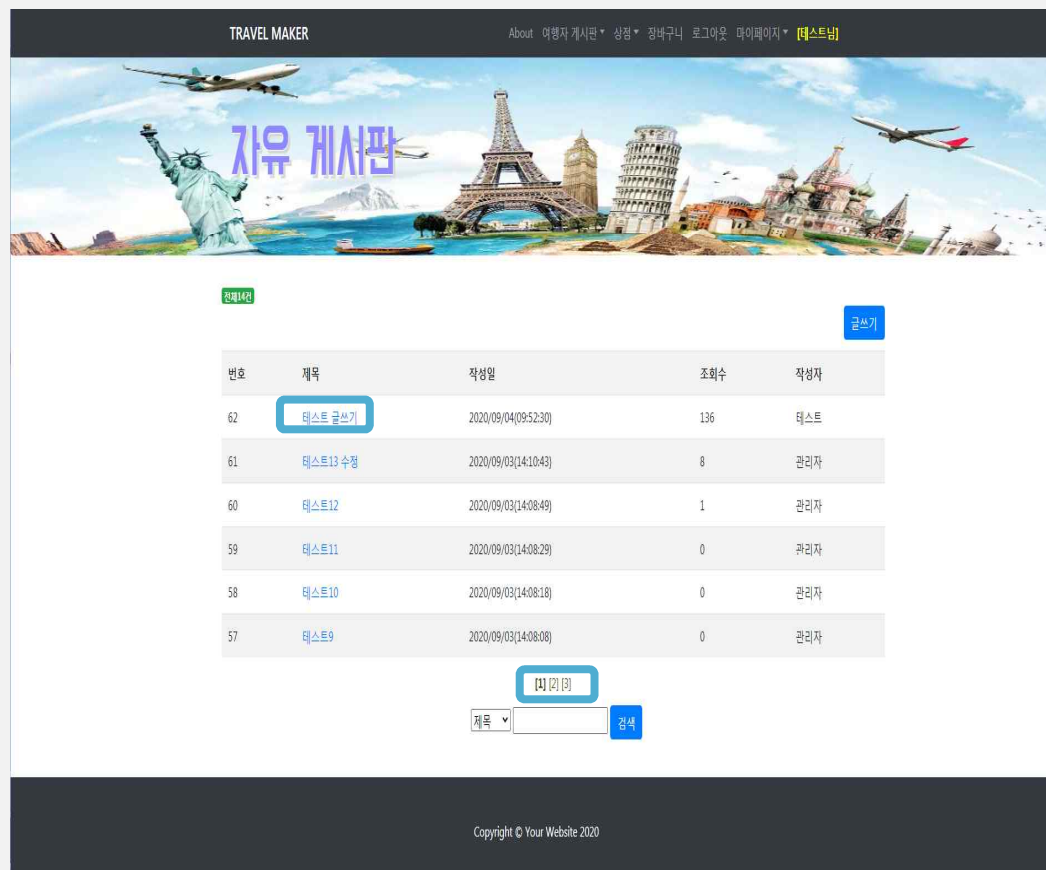 TRAVEL MAKER About 여행자 게시판 상점 장바구니 로그아웃 마이페이지 [테스트님]
자유 게시판
전체14건
글쓰기
번호 제목 작성일 조회수 작성자
62 테스트 글쓰기 2020/09/04(09:52:30) 136 테스트
61 테스트13 수정 2020/09/03(14:10:43) 8 관리자
60 테스트12 2020/09/03(14:08:49) 1 관리자
59 테스트11 2020/09/03(14:08:29) 0 관리자
58 테스트10 2020/09/03(14:08:18) 0 관리자
57 테스트9 2020/09/03(14:08:08) 0 관리자
[1] [2] [3]
제목 검색
Copyright © Your Website 2020